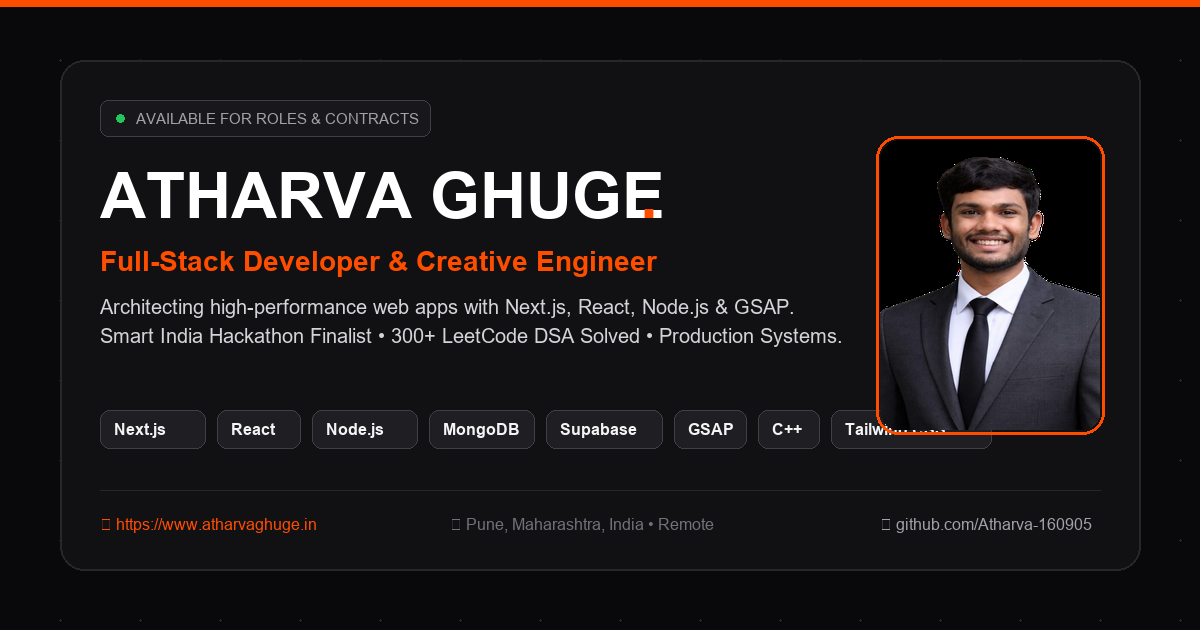 AVAILABLE FOR ROLES & CONTRACTS
ATHARVA GHUGE.
Full-Stack Developer & Creative Engineer
Architecting high-performance web apps with Next.js, React, Node.js & GSAP.
Smart India Hackathon Finalist • 300+ LeetCode DSA Solved • Production Systems.
Next.js React Node.js MongoDB Supabase GSAP C++
https://www.atharvaghuge.in Pune, Maharashtra, India • Remote github.com/Atharva-160905